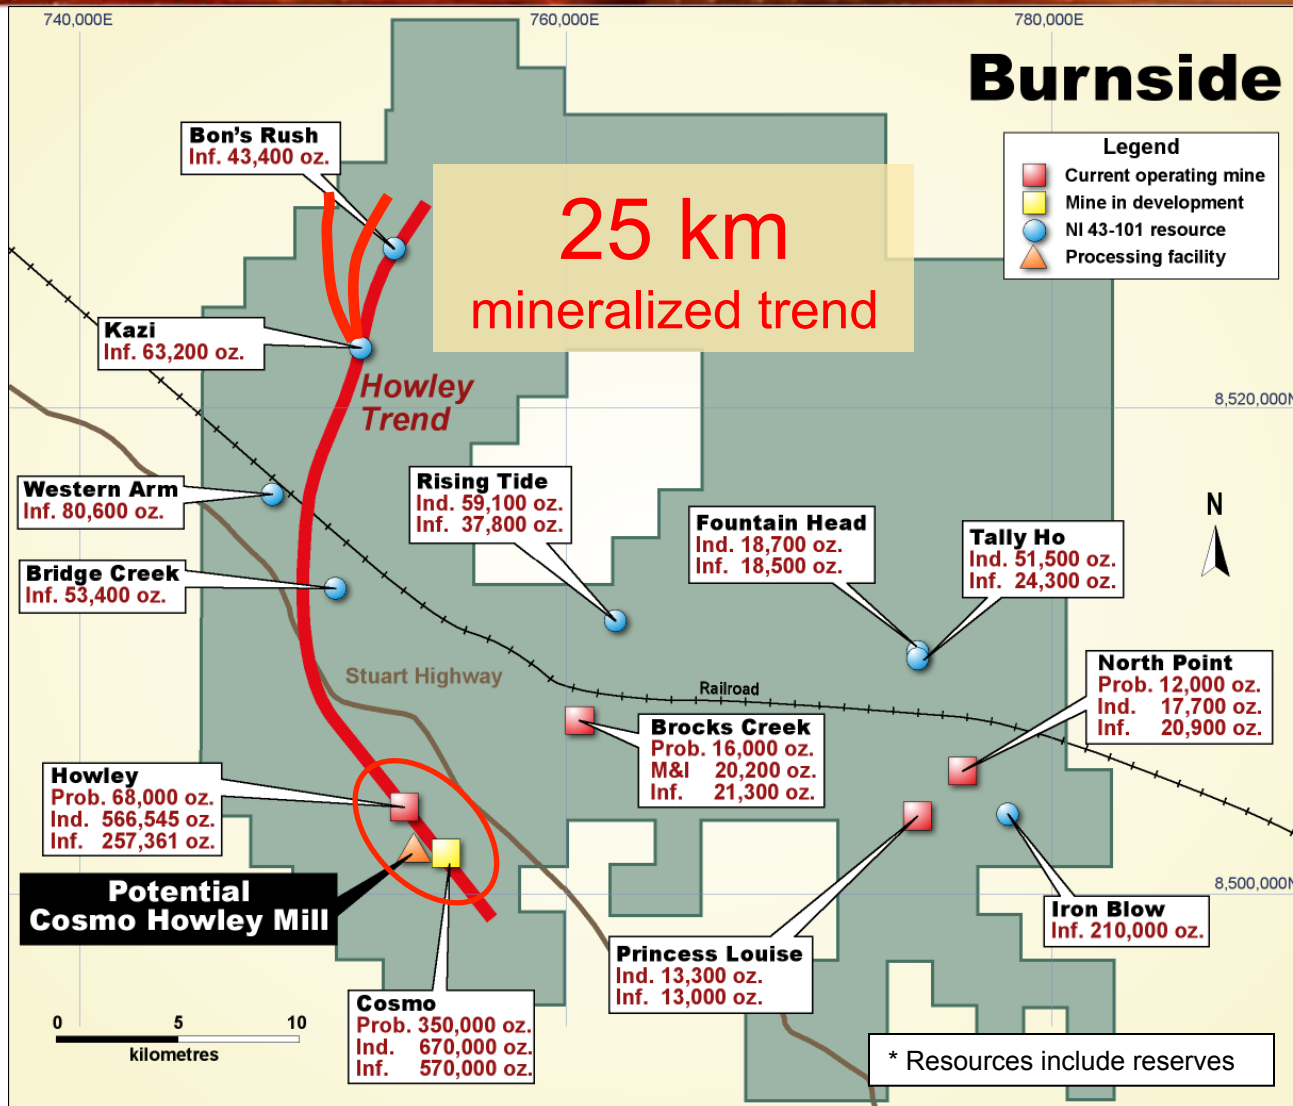 740,000E
760,000E
780,000E
Burnside
Legend
Current operating mine
Mine in development
NI 43-101 resource
Processing facility
Bon's Rush
Inf. 43,400 oz.
25 km
mineralized trend
Kazi
Inf. 63,200 oz.
Howley
Trend
8,520,000N
Western Arm
Inf. 80,600 oz.
Rising Tide
Ind. 59,100 oz.
Inf. 37,800 oz.
Fountain Head
Ind. 18,700 oz.
Inf. 18,500 oz.
Tally Ho
Ind. 51,500 oz.
Inf. 24,300 oz.
N
Bridge Creek
Inf. 53,400 oz.
Stuart Highway
Railroad
North Point
Prob. 12,000 oz.
Ind. 17,700 oz.
Inf. 20,900 oz.
Brocks Creek
Prob. 16,000 oz.
M&I 20,200 oz.
Inf. 21,300 oz.
Howley
Prob. 68,000 oz.
Ind. 566,545 oz.
Inf. 257,361 oz.
Potential
Cosmo Howley Mill
8,500,000N
Iron Blow
Inf. 210,000 oz.
Princess Louise
Ind. 13,300 oz.
Inf. 13,000 oz.
Cosmo
Prob. 350,000 oz.
Ind. 670,000 oz.
Inf. 570,000 oz.
0 5 10
kilometres
* Resources include reserves